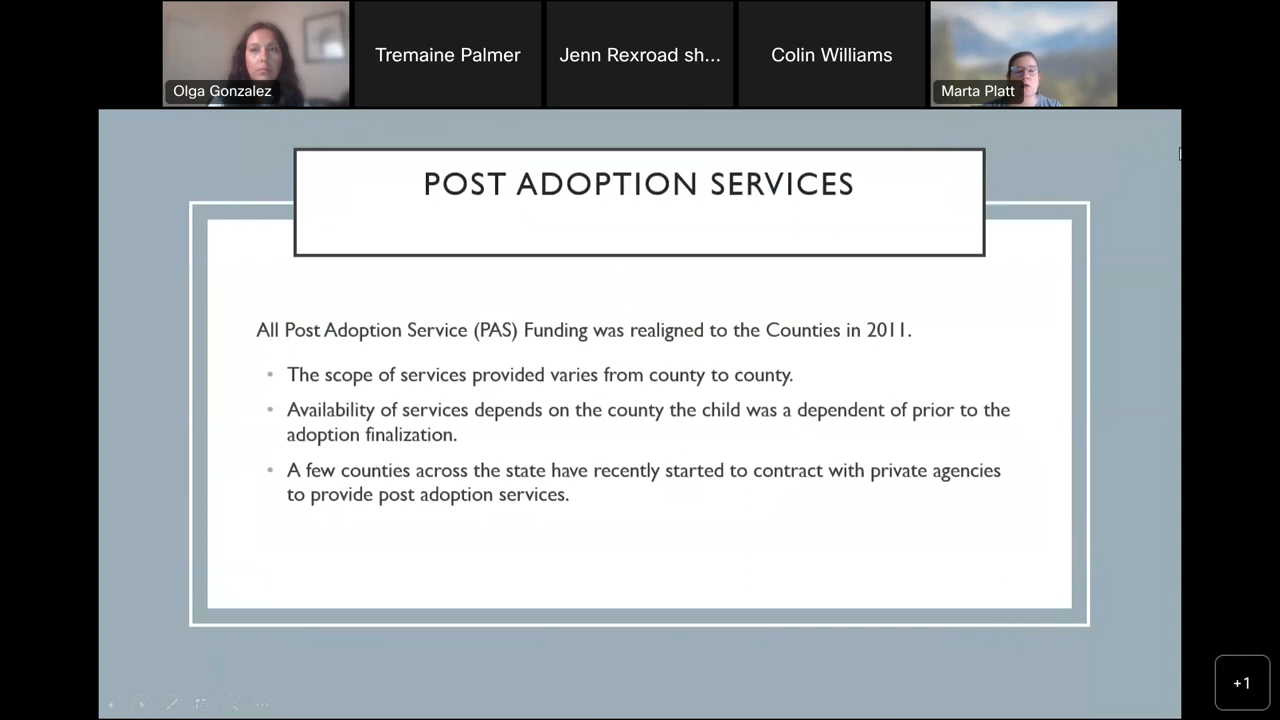 Tremaine Palmer
Jenn Rexroad sh...
Colin Williams
Olga Gonzalez
Marta Platt
POST ADOPTION SERVICES
All Post Adoption Service (PAS) Funding was realigned to the Counties in 2011.
• The scope of services provided varies from county to county.
• Availability of services depends on the county the child was a dependent of prior to the
adoption finalization.
• A few counties across the state have recently started to contract with private agencies
to provide post adoption services.
+1